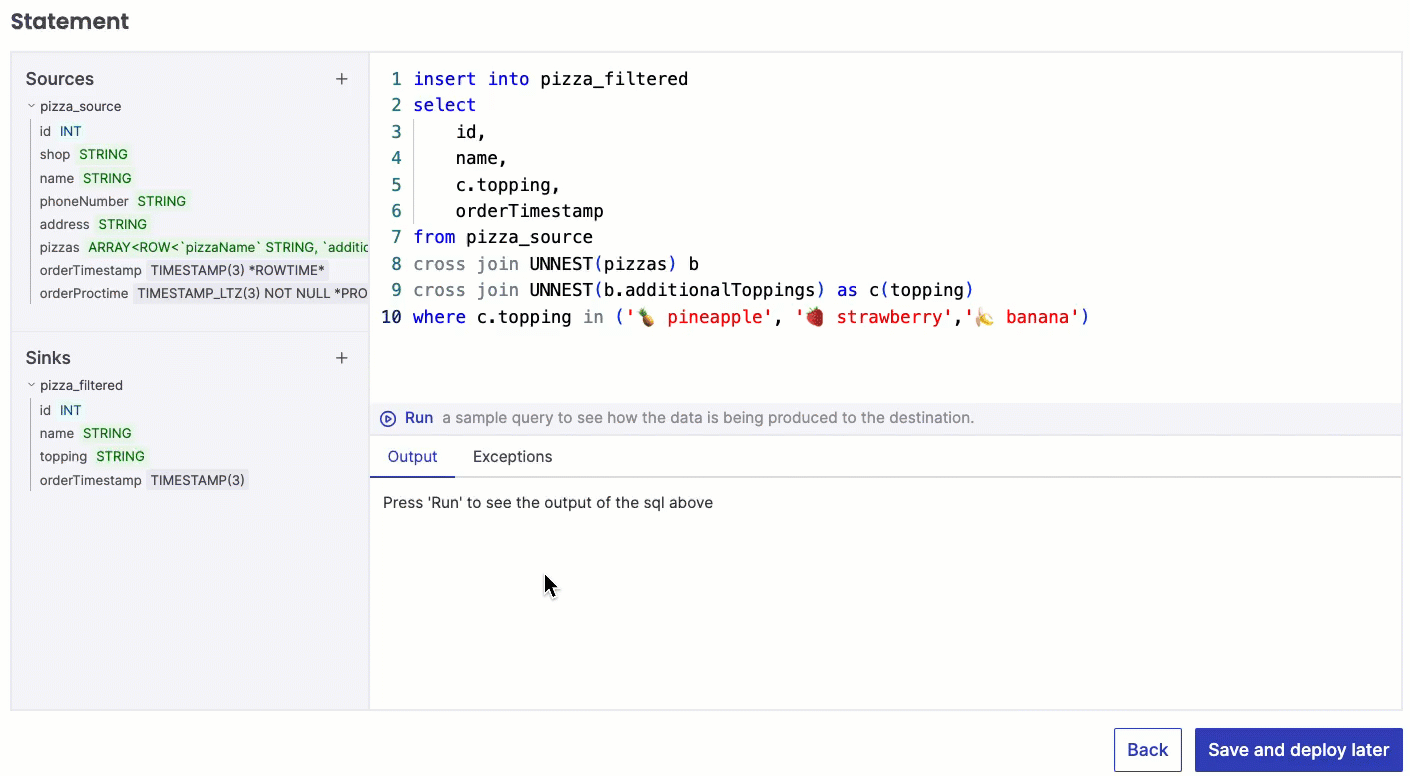 Statement
Sources +
pizza_source
id INT
shop STRING
name STRING
phoneNumber STRING
address STRING
pizzas ARRAY<ROW<`pizzaName` STRING, `additic
orderTimestamp TIMESTAMP(3) *ROWTIME*
orderProctime TIMESTAMP_LTZ(3) NOT NULL *PRO
Sinks +
pizza_filtered
id INT
name STRING
topping STRING
orderTimestamp TIMESTAMP(3)
1 insert into pizza_filtered
2 select
3 id,
4 name,
5 c.topping,
6 orderTimestamp
7 from pizza_source
8 cross join UNNEST(pizzas) b
9 cross join UNNEST(b.additionalToppings) as c(topping)
10 where c.topping in ('🍍 pineapple', '🍓 strawberry','🍌 banana')
Run a sample query to see how the data is being produced to the destination.
Output Exceptions
Press 'Run' to see the output of the sql above
Back Save and deploy later